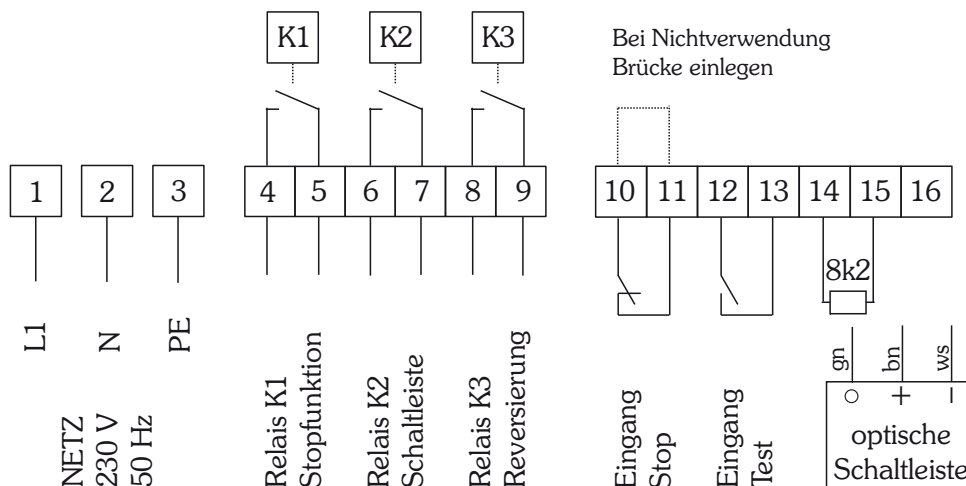 K1 K2 K3
Bei Nichtverwendung
Brücke einlegen
1 2 3 4 5 6 7 8 9 10 11 12 13 14 15 16
8k2
L1
N
PE
NETZ
230 V
50 Hz
Relais K1
Stopfunktion
Relais K2
Schaltleiste
Relais K3
Reversierung
Eingang
Stop
Eingang
Test
gn
bn
ws
+ –
optische
Schaltleiste